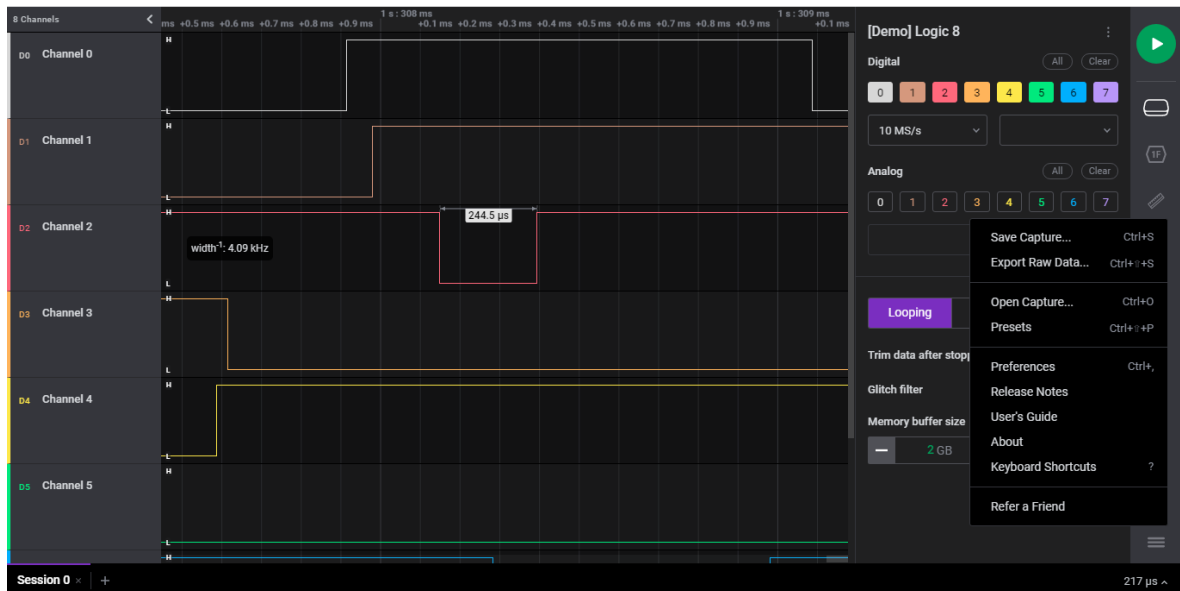 8 Channels
1 s : 308 ms
1 s : 309 ms
ms +0.5 ms +0.6 ms +0.7 ms +0.8 ms +0.9 ms +0.1 ms +0.2 ms +0.3 ms +0.4 ms +0.5 ms +0.6 ms +0.7 ms +0.8 ms +0.9 ms +0.1 ms
D0 Channel 0
H
L
D1 Channel 1
H
L
D2 Channel 2
H
244.5 µs
width-1: 4.09 kHz
L
D3 Channel 3
H
L
D4 Channel 4
H
L
D5 Channel 5
H
L
H
[Demo] Logic 8
Digital All Clear
0 1 2 3 4 5 6 7
10 MS/s
Analog All Clear
0 1 2 3 4 5 6 7
Looping
Trim data after stopp
Glitch filter
Memory buffer size
2 GB
1F
Save Capture... Ctrl+S
Export Raw Data... Ctrl+⇧+S
Open Capture... Ctrl+O
Presets Ctrl+⇧+P
Preferences Ctrl+,
Release Notes
User's Guide
About
Keyboard Shortcuts ?
Refer a Friend
Session 0 × +
217 µs